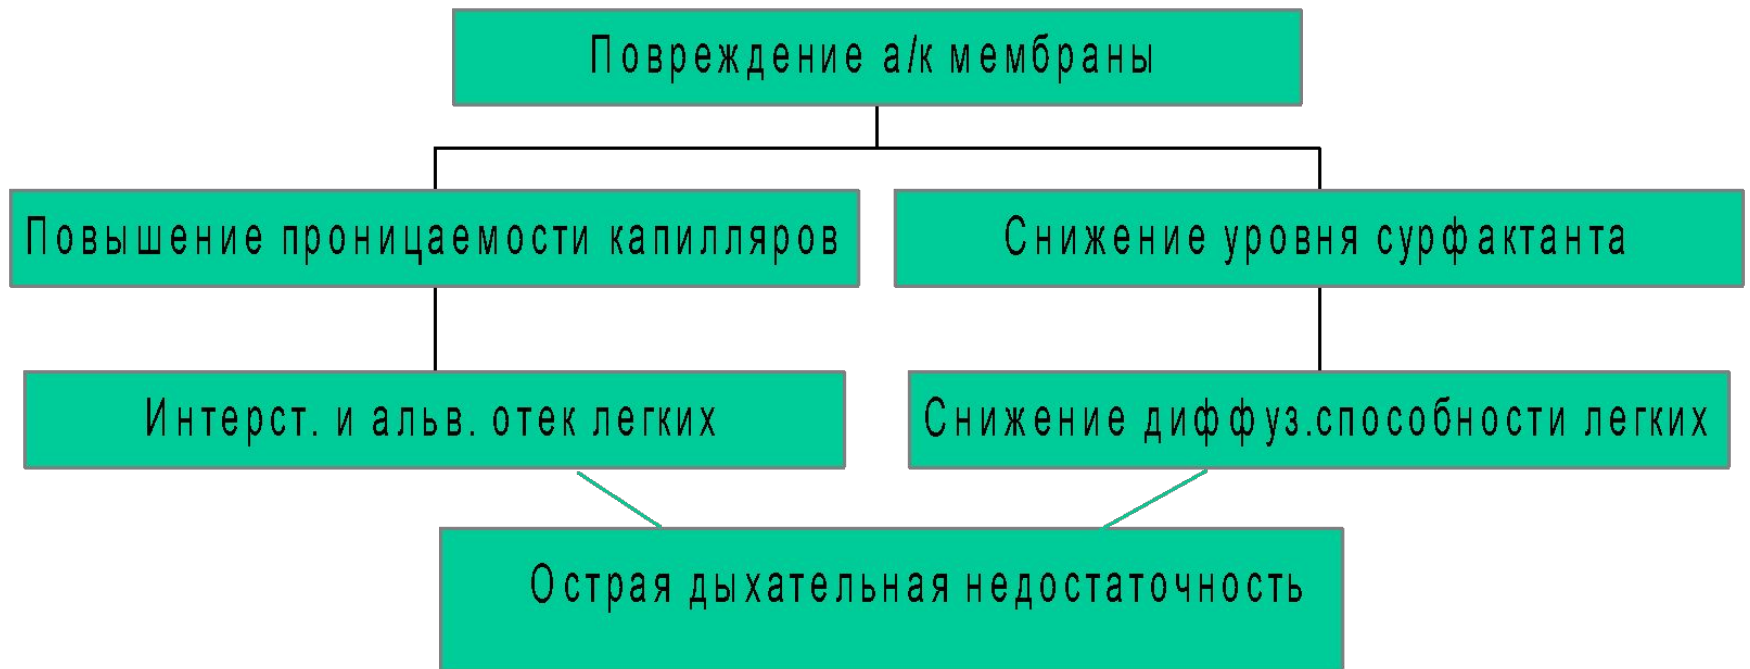 Повреждение а/к мембраны
Повышение проницаемости капилляров
Снижение уровня сурфактанта
Интерст. и альв. отек легких
Снижение диффуз.способности легких
Острая дыхательная недостаточность